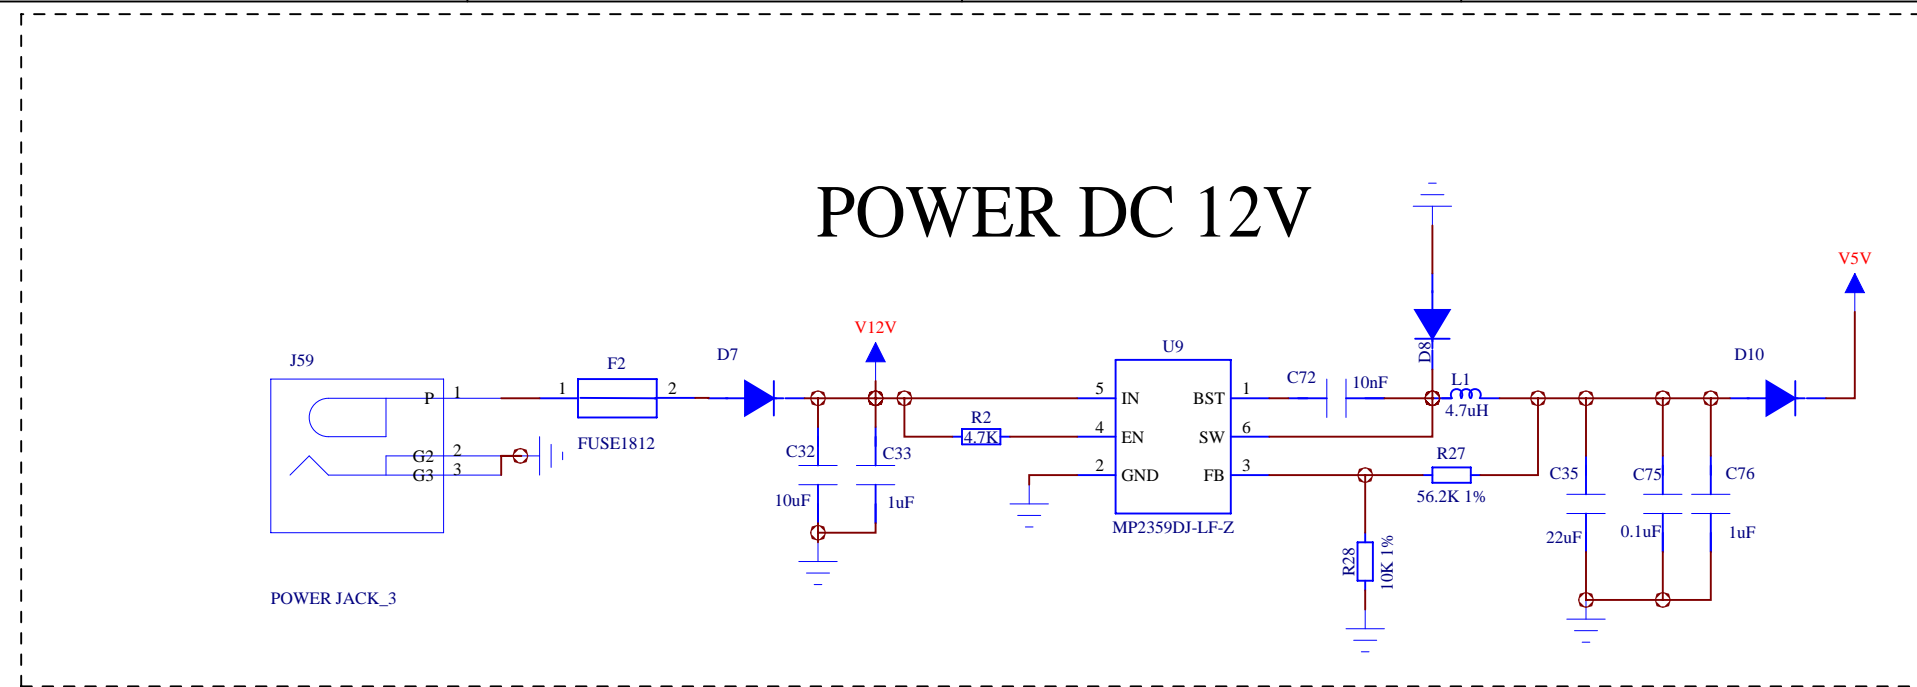 POWER DC 12V
V5V
V12V
J59
F2
D7
U9
D8
L1
D10
P 1
1
2
5 IN
BST 1
C72
10nF
4.7uH
R2
4.7K
4 EN
SW 6
FUSE1812
G2 2
G3 3
C32
C33
2 GND
FB 3
R27
C35
C75
C76
10uF
1uF
MP2359DJ-LF-Z
56.2K 1%
22uF
0.1uF
1uF
R28
10K 1%
POWER JACK_3